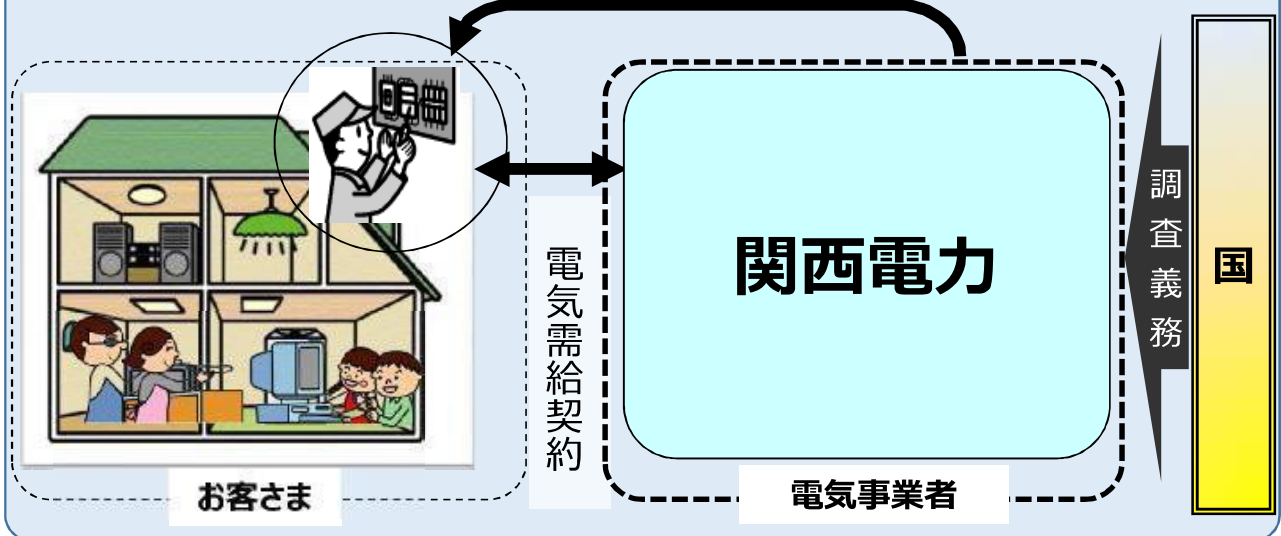 お客さま
電気需給契約
関西電力
電気事業者
調査義務
国